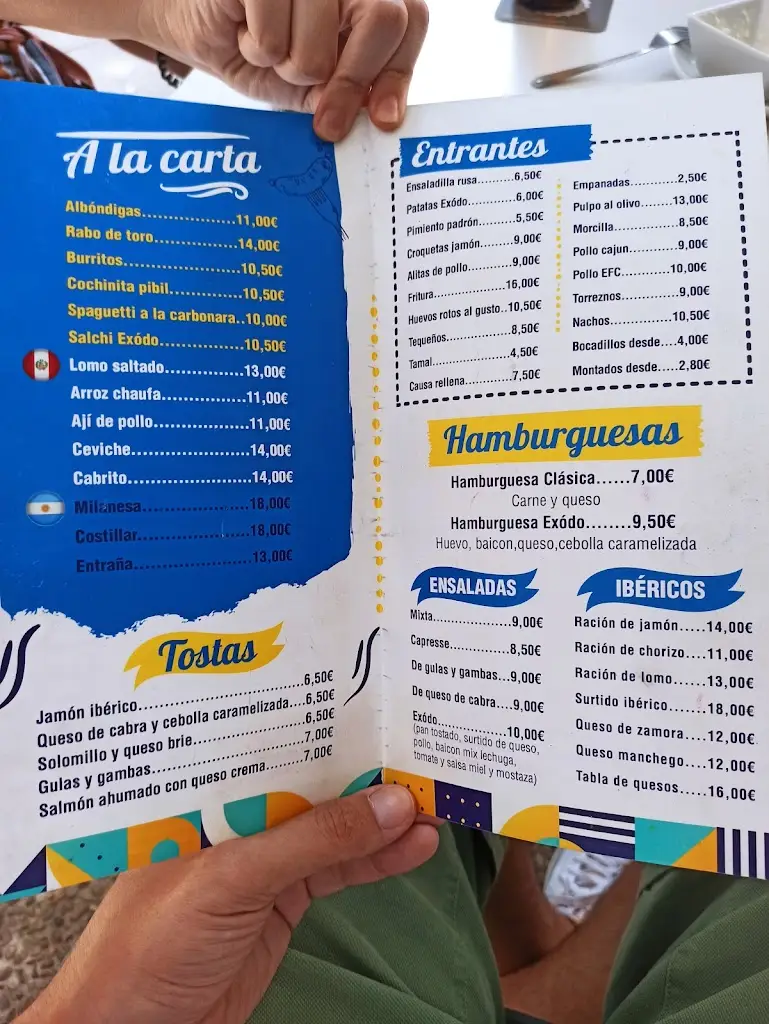 A la carta
Albóndigas....................11,00€
Rabo de toro..................14,00€
Burritos..........................10,50€
Cochinita pibil................10,50€
Spaguetti a la carbonara..10,00€
Salchi Exódo..................10,50€
Lomo saltado................13,00€
Arroz chaufa.................11,00€
Ají de pollo...................11,00€
Ceviche........................14,00€
Cabrito.........................14,00€
Milanesa......................18,00€
Costillar.......................18,00€
Entraña........................13,00€
Tostas
Jamón ibérico..............................6,50€
Queso de cabra y cebolla caramelizada....6,50€
Solomillo y queso brie.....................6,50€
Gulas y gambas............................7,00€
Salmón ahumado con queso crema........7,00€
Entrantes
Ensaladilla rusa.........6,50€
Patatas Exódo............6,00€
Pimiento padrón.........5,50€
Croquetas jamón........9,00€
Alitas de pollo............9,00€
Fritura.....................16,00€
Huevos rotos al gusto..10,50€
Tequeños..................8,50€
Tamal.......................4,50€
Causa rellena............7,50€
Empanadas............2,50€
Pulpo al olivo........13,00€
Morcilla.................8,50€
Pollo cajun............9,00€
Pollo EFC.............10,00€
Torreznos..............9,00€
Nachos.................10,50€
Bocadillos desde....4,00€
Montados desde.....2,80€
Hamburguesas
Hamburguesa Clásica......7,00€
Carne y queso
Hamburguesa Exódo........9,50€
Huevo, baicon,queso,cebolla caramelizada
ENSALADAS
Mixta.....................9,00€
Capresse................8,50€
De gulas y gambas...9,00€
De queso de cabra...9,00€
Exódo....................10,00€
(pan tostado, surtido de queso,
pollo, baicon mix lechuga,
tomate y salsa miel y mostaza)
IBÉRICOS
Ración de jamón.....14,00€
Ración de chorizo....11,00€
Ración de lomo.......13,00€
Surtido ibérico........18,00€
Queso de zamora....12,00€
Queso manchego....12,00€
Tabla de quesos.....16,00€